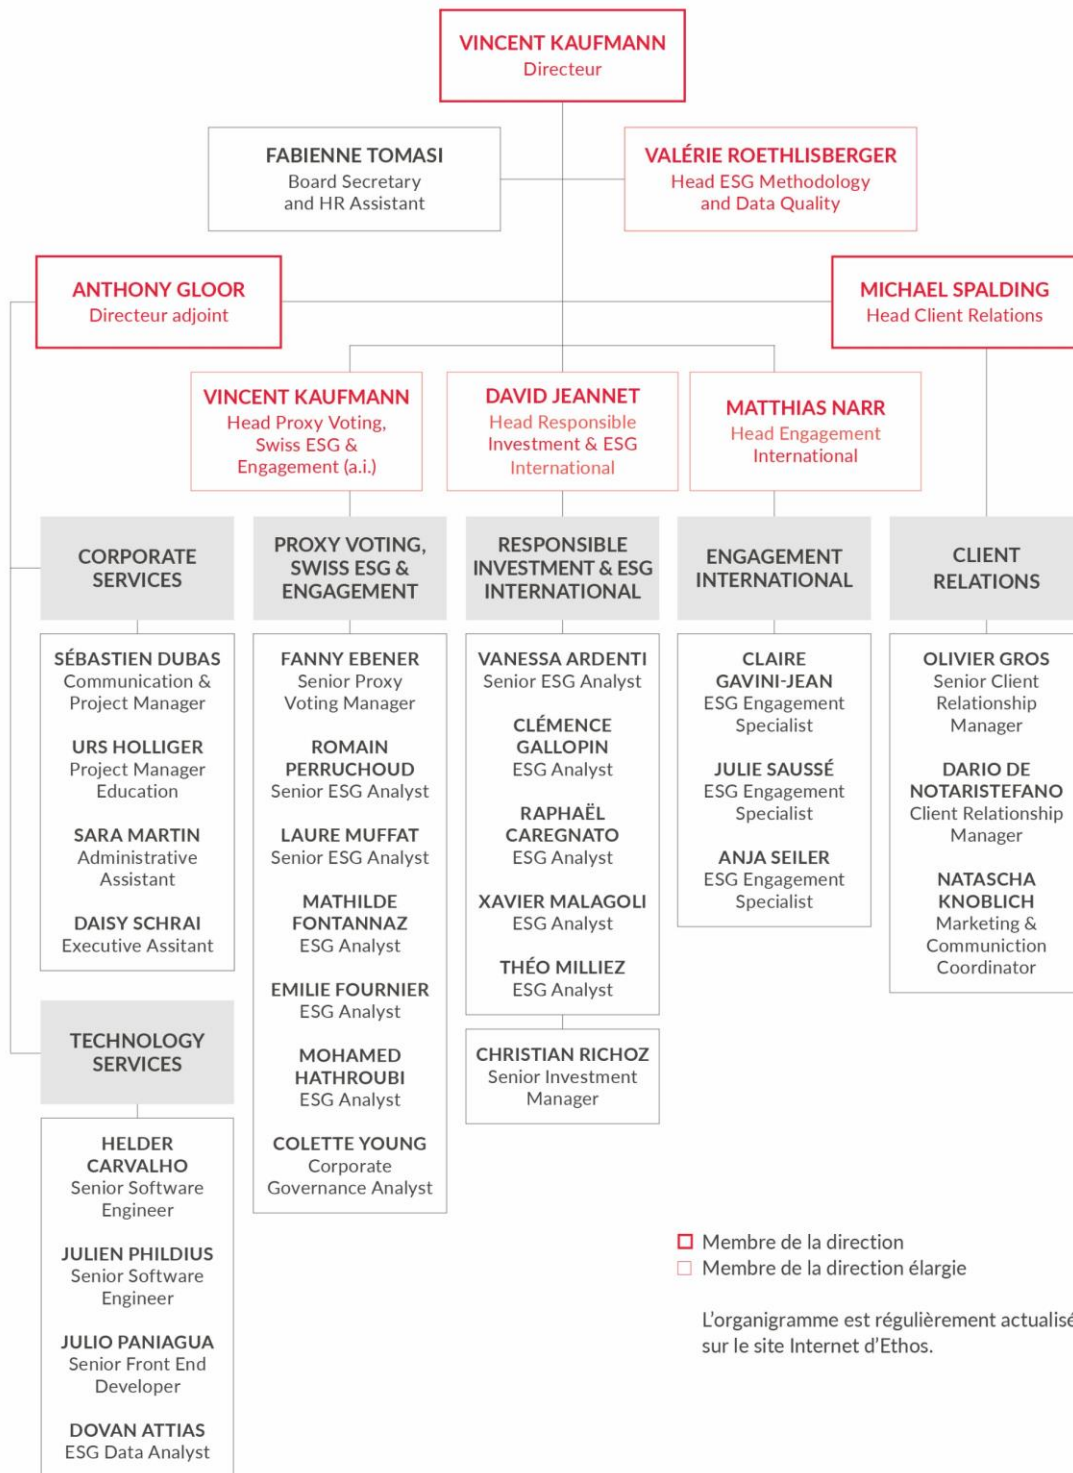 VINCENT KAUFMANN
Directeur
FABIENNE TOMASI
Board Secretary
and HR Assistant
VALÉRIE ROETHLISBERGER
Head ESG Methodology
and Data Quality
ANTHONY GLOOR
Directeur adjoint
MICHAEL SPALDING
Head Client Relations
VINCENT KAUFMANN
Head Proxy Voting,
Swiss ESG &
Engagement (a.i.)
DAVID JEANNET
Head Responsible
Investment & ESG
International
MATTHIAS NARR
Head Engagement
International
CORPORATE
SERVICES
SÉBASTIEN DUBAS
Communication &
Project Manager
URS HOLLIGER
Project Manager
Education
SARA MARTIN
Administrative
Assistant
DAISY SCHRAI
Executive Assitant
TECHNOLOGY
SERVICES
HELDER
CARVALHO
Senior Software
Engineer
JULIEN PHILDIUS
Senior Software
Engineer
JULIO PANIAGUA
Senior Front End
Developer
DOVAN ATTIAS
ESG Data Analyst
PROXY VOTING,
SWISS ESG &
ENGAGEMENT
FANNY EBENER
Senior Proxy
Voting Manager
ROMAIN
PERRUCHOUD
Senior ESG Analyst
LAURE MUFFAT
Senior ESG Analyst
MATHILDE
FONTANNAZ
ESG Analyst
EMILIE FOURNIER
ESG Analyst
MOHAMED
HATHROUBI
ESG Analyst
COLETTE YOUNG
Corporate
Governance Analyst
RESPONSIBLE
INVESTMENT & ESG
INTERNATIONAL
VANESSA ARDENTI
Senior ESG Analyst
CLÉMENCE
GALLOPIN
ESG Analyst
RAPHAËL
CAREGNATO
ESG Analyst
XAVIER MALAGOLI
ESG Analyst
THÉO MILLIEZ
ESG Analyst
CHRISTIAN RICHOZ
Senior Investment
Manager
ENGAGEMENT
INTERNATIONAL
CLAIRE
GAVINI-JEAN
ESG Engagement
Specialist
JULIE SAUSSÉ
ESG Engagement
Specialist
ANJA SEILER
ESG Engagement
Specialist
CLIENT
RELATIONS
OLIVIER GROS
Senior Client
Relationship
Manager
DARIO DE
NOTARISTEFANO
Client Relationship
Manager
NATASCHA
KNOBLICH
Marketing &
Communiction
Coordinator
Membre de la direction
Membre de la direction élargie
L'organigramme est régulièrement actualisé
sur le site Internet d'Ethos.